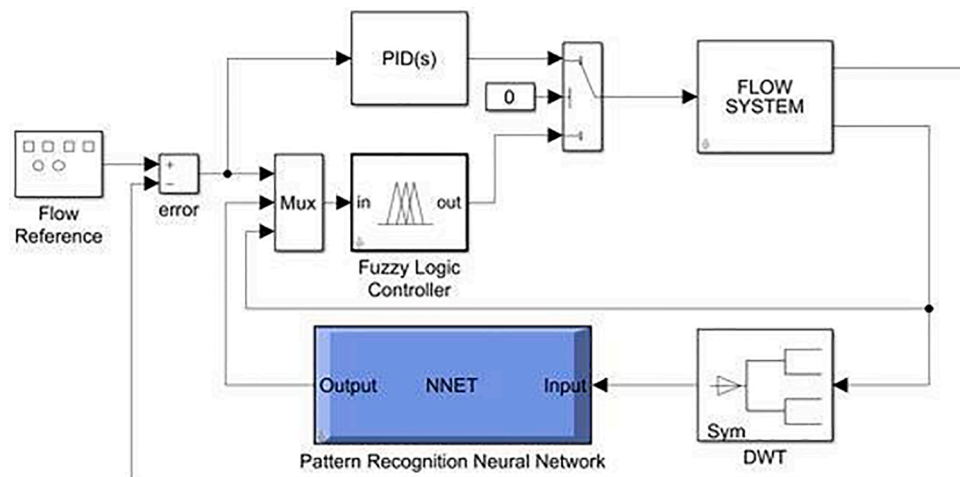 PID(s)
0
FLOW
SYSTEM
+
−
error
Flow
Reference
Mux
in
out
Fuzzy Logic
Controller
Output
NNET
Input
Pattern Recognition Neural Network
Sym
DWT